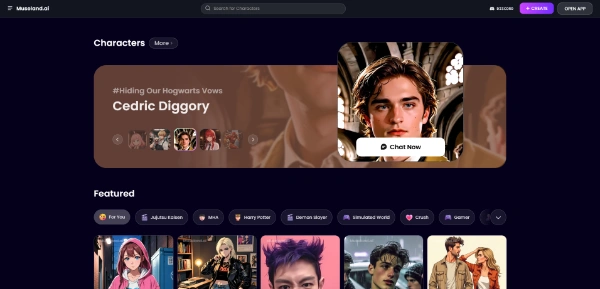 Museland.ai
Search for Characters
DISCORD
+ CREATE
OPEN APP
Characters
More ›
#Hiding Our Hogwarts Vows
Cedric Diggory
Chat Now
Featured
For You
Jujutsu Kaisen
MHA
Harry Potter
Demon Slayer
Simulated World
Crush
Gamer